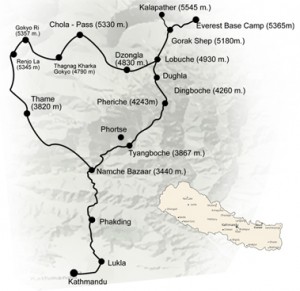 Kalapather (5545 m.)
Everest Base Camp (5365m)
Gokyo Ri
(5357 m.)
Chola - Pass (5330 m.)
Gorak Shep (5180m.)
Renjo La
(5345 m)
Thagnag Kharka
Gokyo (4790 m)
Dzongla
(4830 m)
Lobuche (4930 m.)
Dughla
Dingboche (4260 m.)
Pheriche (4243m)
Thame
(3820 m)
Phortse
Tyangboche (3867 m.)
Namche Bazaar (3440 m.)
Phakding
Lukla
Kathmandu